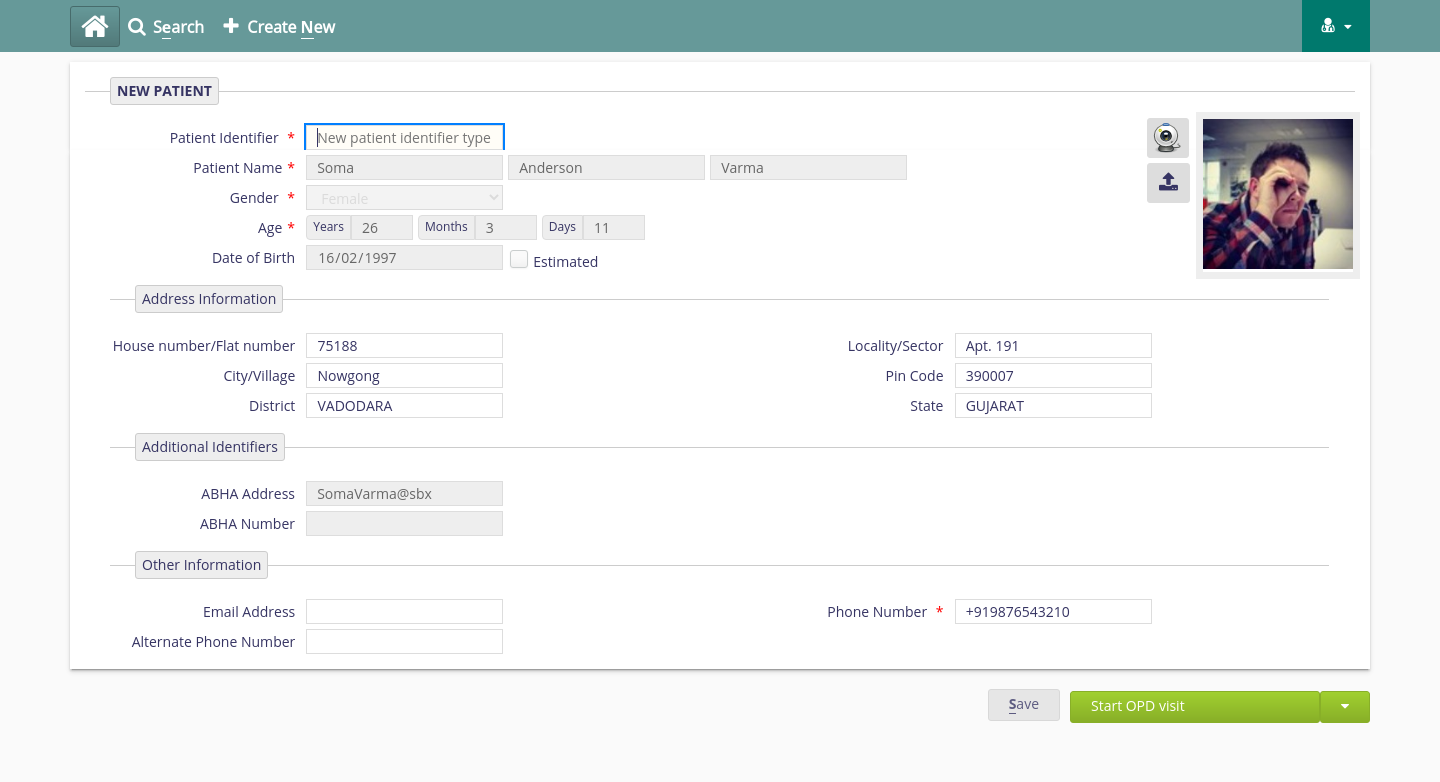 Search Create New
NEW PATIENT
Patient Identifier * New patient identifier type
Patient Name * Soma Anderson Varma
Gender * Female
Age * Years 26 Months 3 Days 11
Date of Birth 16/02/1997 Estimated
Address Information
House number/Flat number 75188 Locality/Sector Apt. 191
City/Village Nowgong Pin Code 390007
District VADODARA State GUJARAT
Additional Identifiers
ABHA Address SomaVarma@sbx
ABHA Number
Other Information
Email Address Phone Number * +919876543210
Alternate Phone Number
Save Start OPD visit